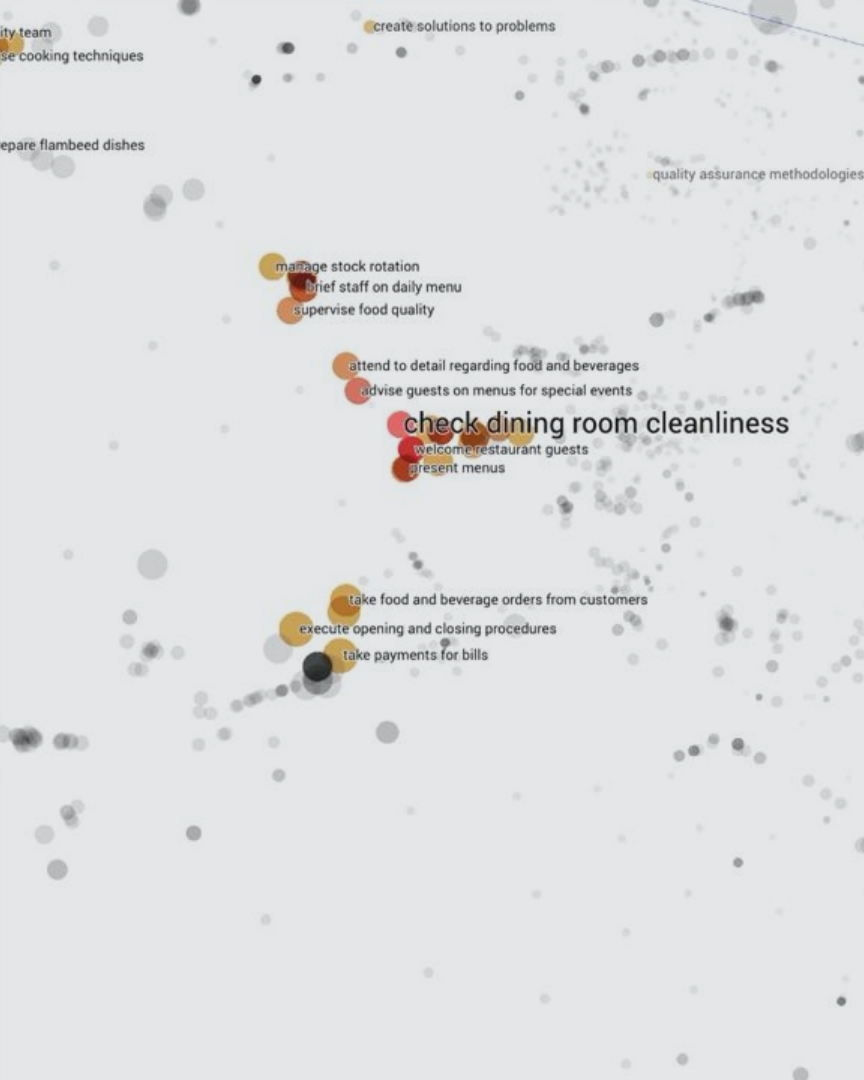 create solutions to problems
ity team
se cooking techniques
epare flambeed dishes
quality assurance methodologies
manage stock rotation
brief staff on daily menu
supervise food quality
attend to detail regarding food and beverages
advise guests on menus for special events
check dining room cleanliness
welcome restaurant guests
present menus
take food and beverage orders from customers
execute opening and closing procedures
take payments for bills